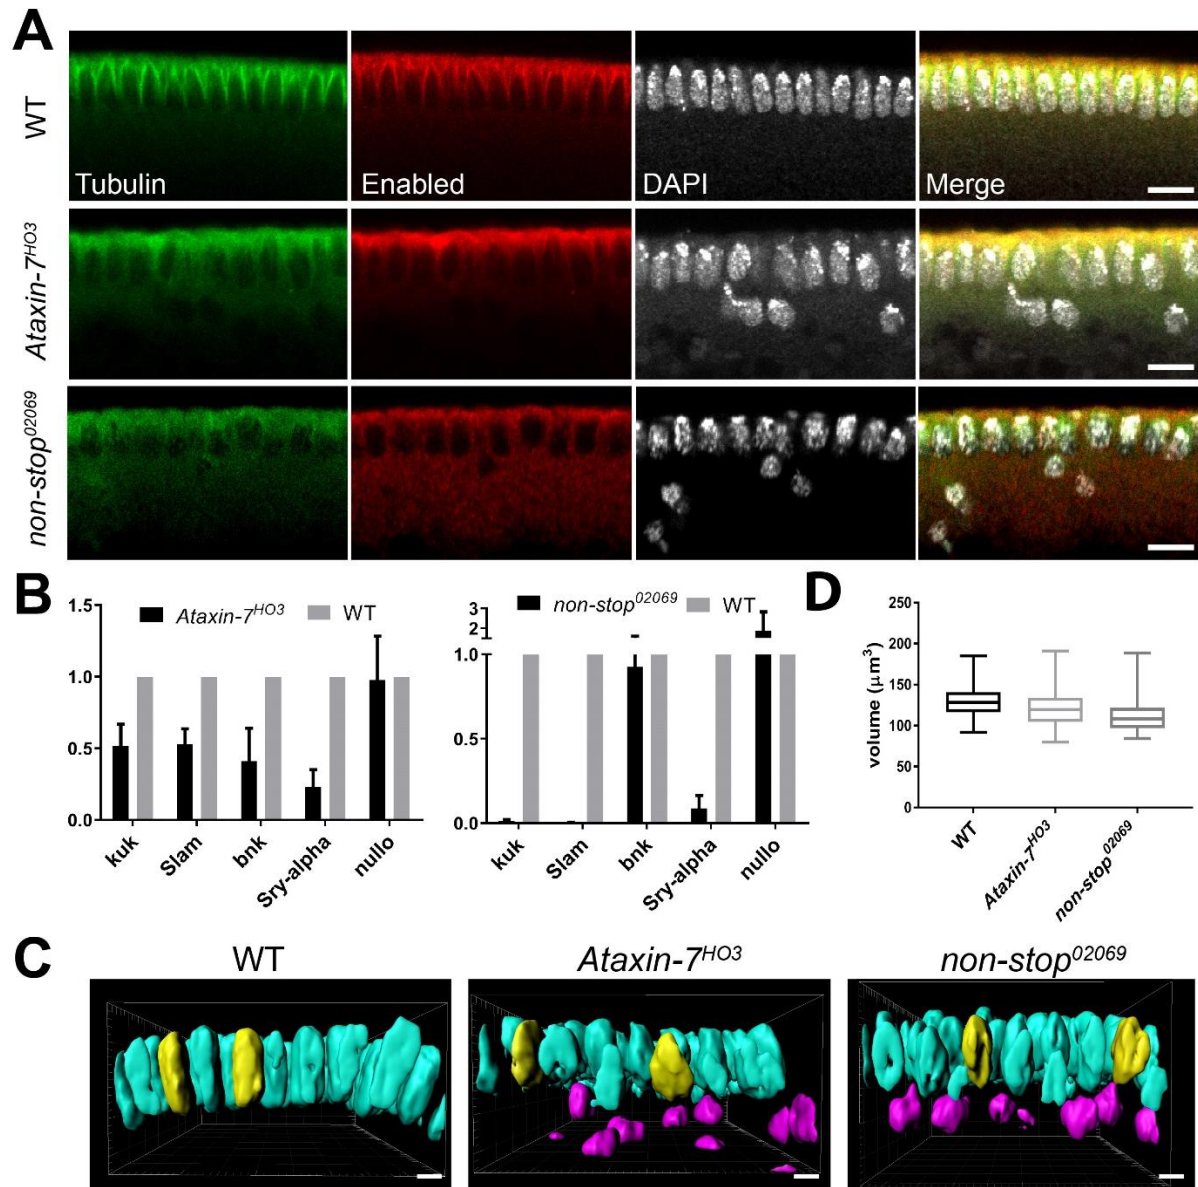 A
WT
Tubulin
Enabled
DAPI
Merge
Ataxin-7HO3
non-stop02069
B
Ataxin-7HO3
WT
1.5
1.0
0.5
0.0
kuk
Slam
bnk
Sry-alpha
nullo
non-stop02069
WT
3
2
1.0
0.5
0.0
kuk
Slam
bnk
Sry-alpha
nullo
D
volume (μm3)
250
200
150
100
50
0
WT
Ataxin-7HO3
non-stop02069
C
WT
Ataxin-7HO3
non-stop02069